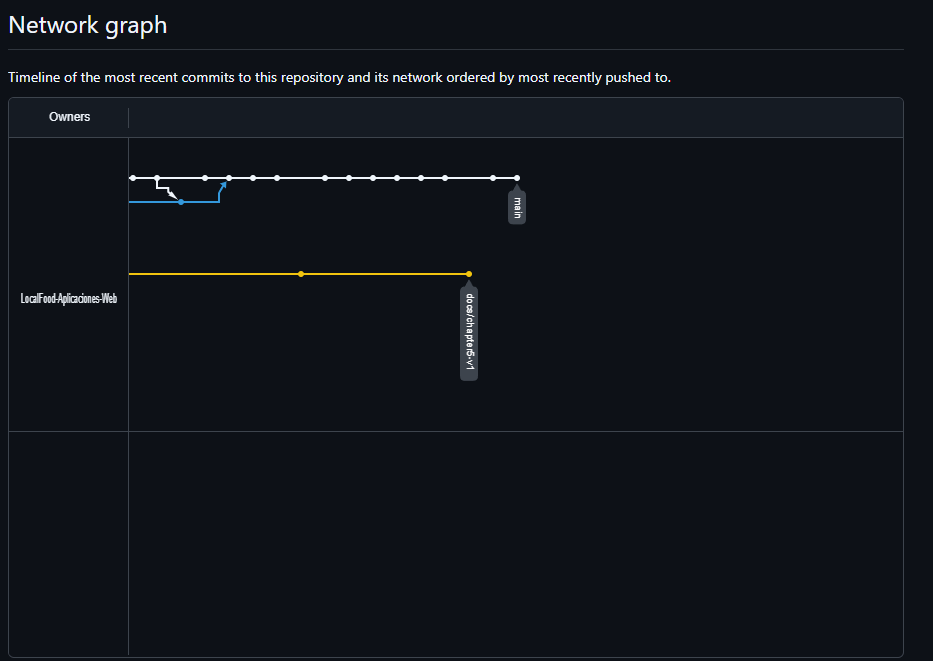 Network graph
Timeline of the most recent commits to this repository and its network ordered by most recently pushed to.
Owners
main
LocalFood-Aplicaciones-Web
docs/chapter5-v1